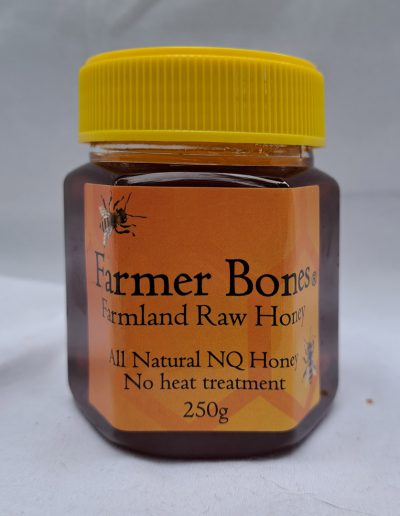 Farmer Bones®
Farmland Raw Honey
All Natural NQ Honey
No heat treatment
250g